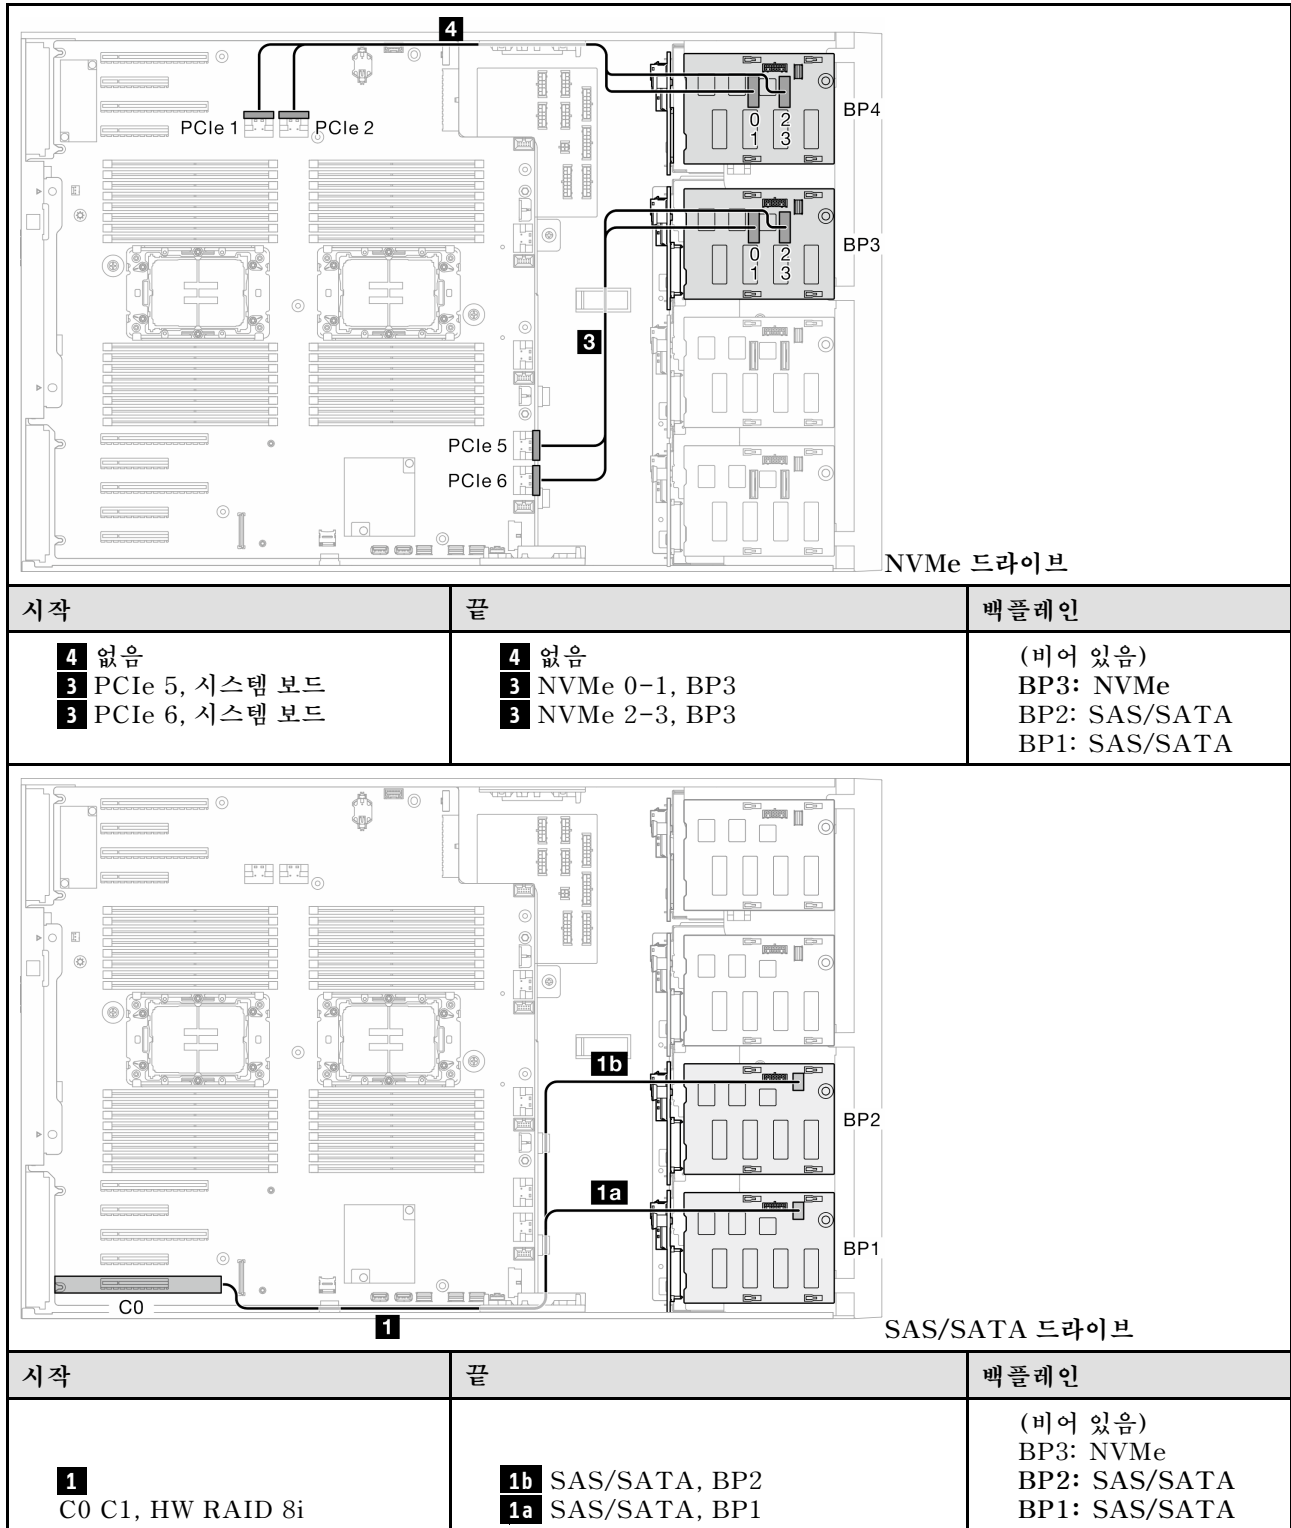 4
PCIe 1
PCIe 2
0 2
1 3
BP4
0 2
1 3
BP3
3
PCIe 5
PCIe 6
NVMe 드라이브
시작 끝 백플레인
4 없음 4 없음 (비어 있음)
3 PCIe 5, 시스템 보드 3 NVMe 0-1, BP3 BP3: NVMe
3 PCIe 6, 시스템 보드 3 NVMe 2-3, BP3 BP2: SAS/SATA
BP1: SAS/SATA
1b
BP2
1a
BP1
C0
1
SAS/SATA 드라이브
시작 끝 백플레인
(비어 있음)
BP3: NVMe
1 1b SAS/SATA, BP2 BP2: SAS/SATA
C0 C1, HW RAID 8i 1a SAS/SATA, BP1 BP1: SAS/SATA